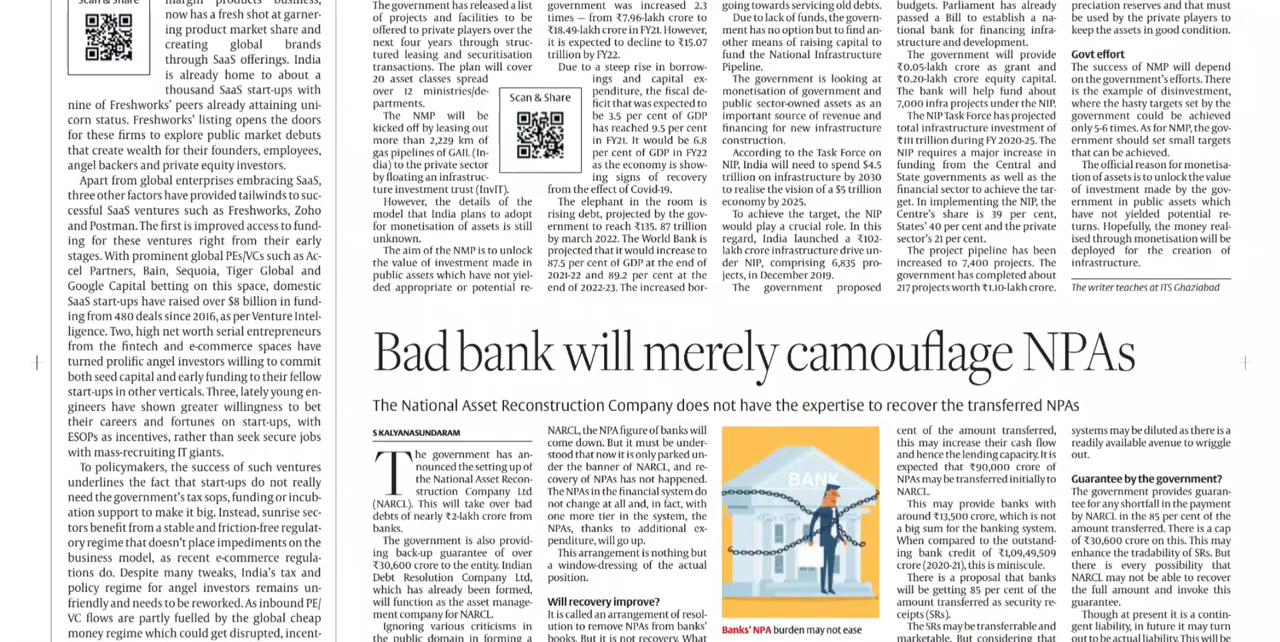 Scan & Share
margin products business,
now has a fresh shot at garner-
ing product market share and
creating global brands
through SaaS offerings. India
is already home to about a
thousand SaaS start-ups with
nine of Freshworks' peers already attaining uni-
corn status. Freshworks' listing opens the doors
for these firms to explore public market debuts
that create wealth for their founders, employees,
angel backers and private equity investors.
Apart from global enterprises embracing SaaS,
three other factors have provided tailwinds to suc-
cessful SaaS ventures such as Freshworks, Zoho
and Postman. The first is improved access to fund-
ing for these ventures right from their early
stages. With prominent global PEs/VCs such as Ac-
cel Partners, Bain, Sequoia, Tiger Global and
Google Capital betting on this space, domestic
SaaS start-ups have raised over $8 billion in fund-
ing from 480 deals since 2016, as per Venture Intel-
ligence. Two, high net worth serial entrepreneurs
from the fintech and e-commerce spaces have
turned prolific angel investors willing to commit
both seed capital and early funding to their fellow
start-ups in other verticals. Three, lately young en-
gineers have shown greater willingness to bet
their careers and fortunes on start-ups, with
ESOPs as incentives, rather than seek secure jobs
with mass-recruiting IT giants.
To policymakers, the success of such ventures
underlines the fact that start-ups do not really
need the government's tax sops, funding or incub-
ation support to make it big. Instead, sunrise sec-
tors benefit from a stable and friction-free regulat-
ory regime that doesn't place impediments on the
business model, as recent e-commerce regula-
tions do. Despite many tweaks, India's tax and
policy regime for angel investors remains un-
friendly and needs to be reworked. As inbound PE/
VC flows are partly fuelled by the global cheap
money regime which could get disrupted, incent-
The government has released a list
of projects and facilities to be
offered to private players over the
next four years through struc-
tured leasing and securitisation
transactions. The plan will cover
20 asset classes spread
over 12 ministries/de-
partments.
The NMP will be
kicked off by leasing out
more than 2,229 km of
gas pipelines of GAIL (In-
dia) to the private sector
by floating an infrastruc-
ture investment trust (InvIT).
However, the details of the
model that India plans to adopt
for monetisation of assets is still
unknown.
The aim of the NMP is to unlock
the value of investment made in
public assets which have not yiel-
ded appropriate or potential re-
Scan & Share
government was increased 2.3
times — from ₹7.96-lakh crore to
₹18.49-lakh crore in FY21. However,
it is expected to decline to ₹15.07
trillion by FY22.
Due to a steep rise in borrow-
ings and capital ex-
penditure, the fiscal de-
ficit that was expected to
be 3.5 per cent of GDP
has reached 9.5 per cent
in FY21. It would be 6.8
per cent of GDP in FY22
as the economy is show-
ing signs of recovery
from the effect of Covid-19.
The elephant in the room is
rising debt, projected by the gov-
ernment to reach ₹135. 87 trillion
by march 2022. The World Bank is
projected that it would increase to
87.5 per cent of GDP at the end of
2021-22 and 89.2 per cent at the
end of 2022-23. The increased bor-
going towards servicing old debts.
Due to lack of funds, the govern-
ment has no option but to find an-
other means of raising capital to
fund the National Infrastructure
Pipeline.
The government is looking at
monetisation of government and
public sector-owned assets as an
important source of revenue and
financing for new infrastructure
construction.
According to the Task Force on
NIP, India will need to spend $4.5
trillion on infrastructure by 2030
to realise the vision of a $5 trillion
economy by 2025.
To achieve the target, the NIP
would play a crucial role. In this
regard, India launched a ₹102-
lakh crore infrastructure drive un-
der NIP, comprising 6,835 pro-
jects, in December 2019.
The government proposed
budgets. Parliament has already
passed a Bill to establish a na-
tional bank for financing infra-
structure and development.
The government will provide
₹0.05-lakh crore as grant and
₹0.20-lakh crore equity capital.
The bank will help fund about
7,000 infra projects under the NIP.
The NIP Task Force has projected
total infrastructure investment of
₹111 trillion during FY 2020-25. The
NIP requires a major increase in
funding from the Central and
State governments as well as the
financial sector to achieve the tar-
get. In implementing the NIP, the
Centre's share is 39 per cent,
States' 40 per cent and the private
sector's 21 per cent.
The project pipeline has been
increased to 7,400 projects. The
government has completed about
217 projects worth ₹1.10-lakh crore.
preciation reserves and that must
be used by the private players to
keep the assets in good condition.
Govt effort
The success of NMP will depend
on the government's efforts. There
is the example of disinvestment,
where the hasty targets set by the
government could be achieved
only 5-6 times. As for NMP, the gov-
ernment should set small targets
that can be achieved.
The official reason for monetisa-
tion of assets is to unlock the value
of investment made by the gov-
ernment in public assets which
have not yielded potential re-
turns. Hopefully, the money real-
ised through monetisation will be
deployed for the creation of
infrastructure.
The writer teaches at ITS Ghaziabad
Bad bank will merely camouflage NPAs
The National Asset Reconstruction Company does not have the expertise to recover the transferred NPAs
S KALYANASUNDARAM
The government has an-
nounced the setting up of
the National Asset Recon-
struction Company Ltd
(NARCL). This will take over bad
debts of nearly ₹2-lakh crore from
banks.
The government is also provid-
ing back-up guarantee of over
₹30,600 crore to the entity. Indian
Debt Resolution Company Ltd,
which has already been formed,
will function as the asset manage-
ment company for NARCL.
Ignoring various criticisms in
the public domain in forming a
NARCL, the NPA figure of banks will
come down. But it must be under-
stood that now it is only parked un-
der the banner of NARCL, and re-
covery of NPAs has not happened.
The NPAs in the financial system do
not change at all and, in fact, with
one more tier in the system, the
NPAs, thanks to additional ex-
penditure, will go up.
This arrangement is nothing but
a window-dressing of the actual
position.
Will recovery improve?
It is called an arrangement of resol-
ution to remove NPAs from banks'
books. But it is not recovery. What
BANK
Banks' NPA burden may not ease
cent of the amount transferred,
this may increase their cash flow
and hence the lending capacity. It is
expected that ₹90,000 crore of
NPAs may be transferred initially to
NARCL.
This may provide banks with
around ₹13,500 crore, which is not
a big sum for the banking system.
When compared to the outstand-
ing bank credit of ₹1,09,49,509
crore (2020-21), this is miniscule.
There is a proposal that banks
will be getting 85 per cent of the
amount transferred as security re-
ceipts (SRs).
The SRs may be transferrable and
marketable. But considering that
systems may be diluted as there is a
readily available avenue to wriggle
out.
Guarantee by the government?
The government provides guaran-
tee for any shortfall in the payment
by NARCL in the 85 per cent of the
amount transferred. There is a cap
of ₹30,600 crore on this. This may
enhance the tradability of SRs. But
there is every possibility that
NARCL may not be able to recover
the full amount and invoke this
guarantee.
Though at present it is a contin-
gent liability, in future it may turn
out to be actual liability. This will be